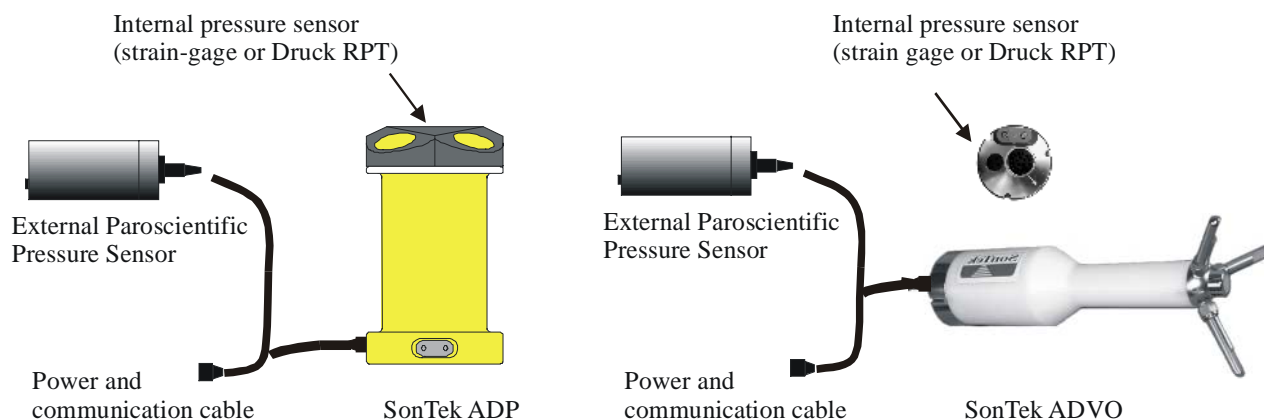 Internal pressure sensor
(strain-gage or Druck RPT)
External Paroscientific
Pressure Sensor
Power and
communication cable
SonTek ADP
Internal pressure sensor
(strain gage or Druck RPT)
External Paroscientific
Pressure Sensor
SonTek
Power and
communication cable
SonTek ADVO